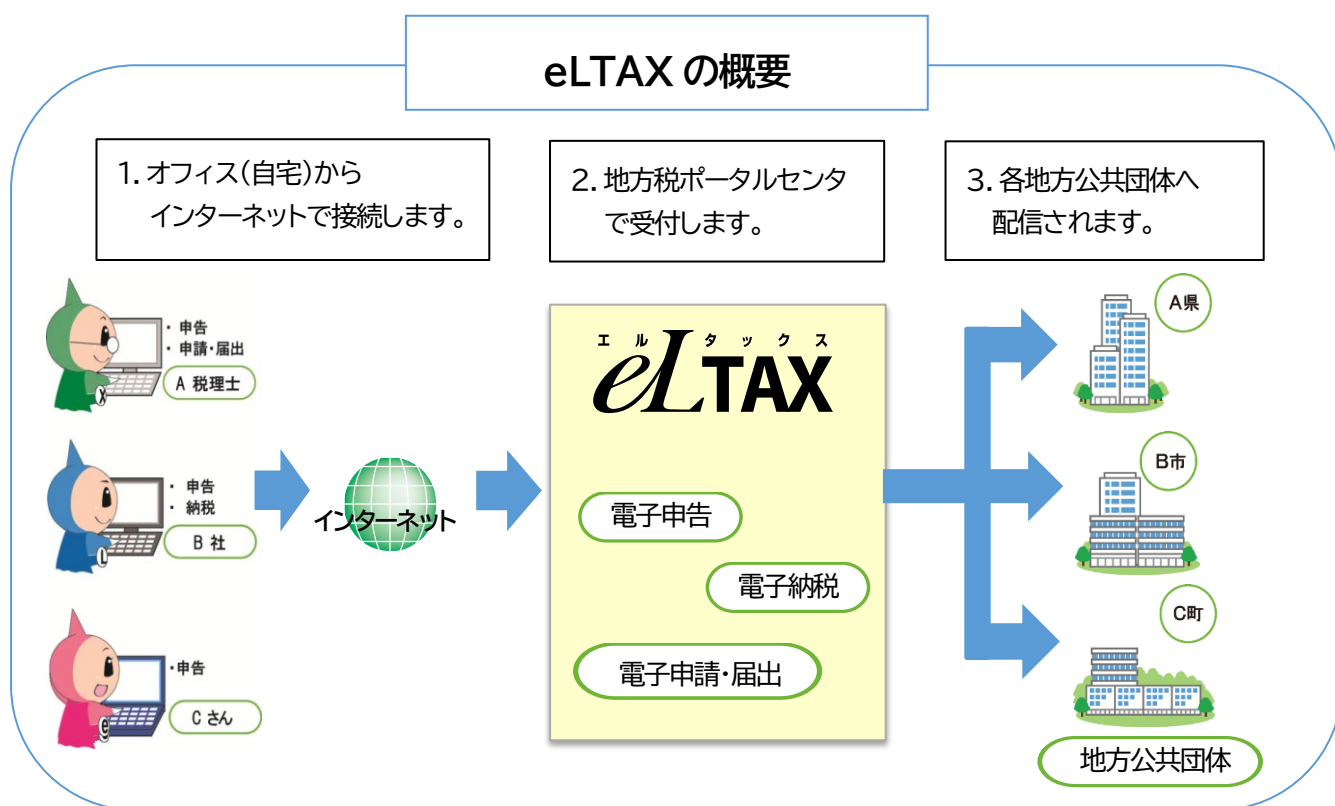 eLTAX の概要
1. オフィス(自宅)から
インターネットで接続します。
2. 地方税ポータルセンタ
で受付します。
3. 各地方公共団体へ
配信されます。
・ 申告
・ 申請・届出
A 税理士
X
・ 申告
・ 納税
B 社
L
・申告
C さん
e
インターネット
エルタックス
eLTAX
電子申告
電子納税
電子申請・届出
A県
B市
C町
地方公共団体